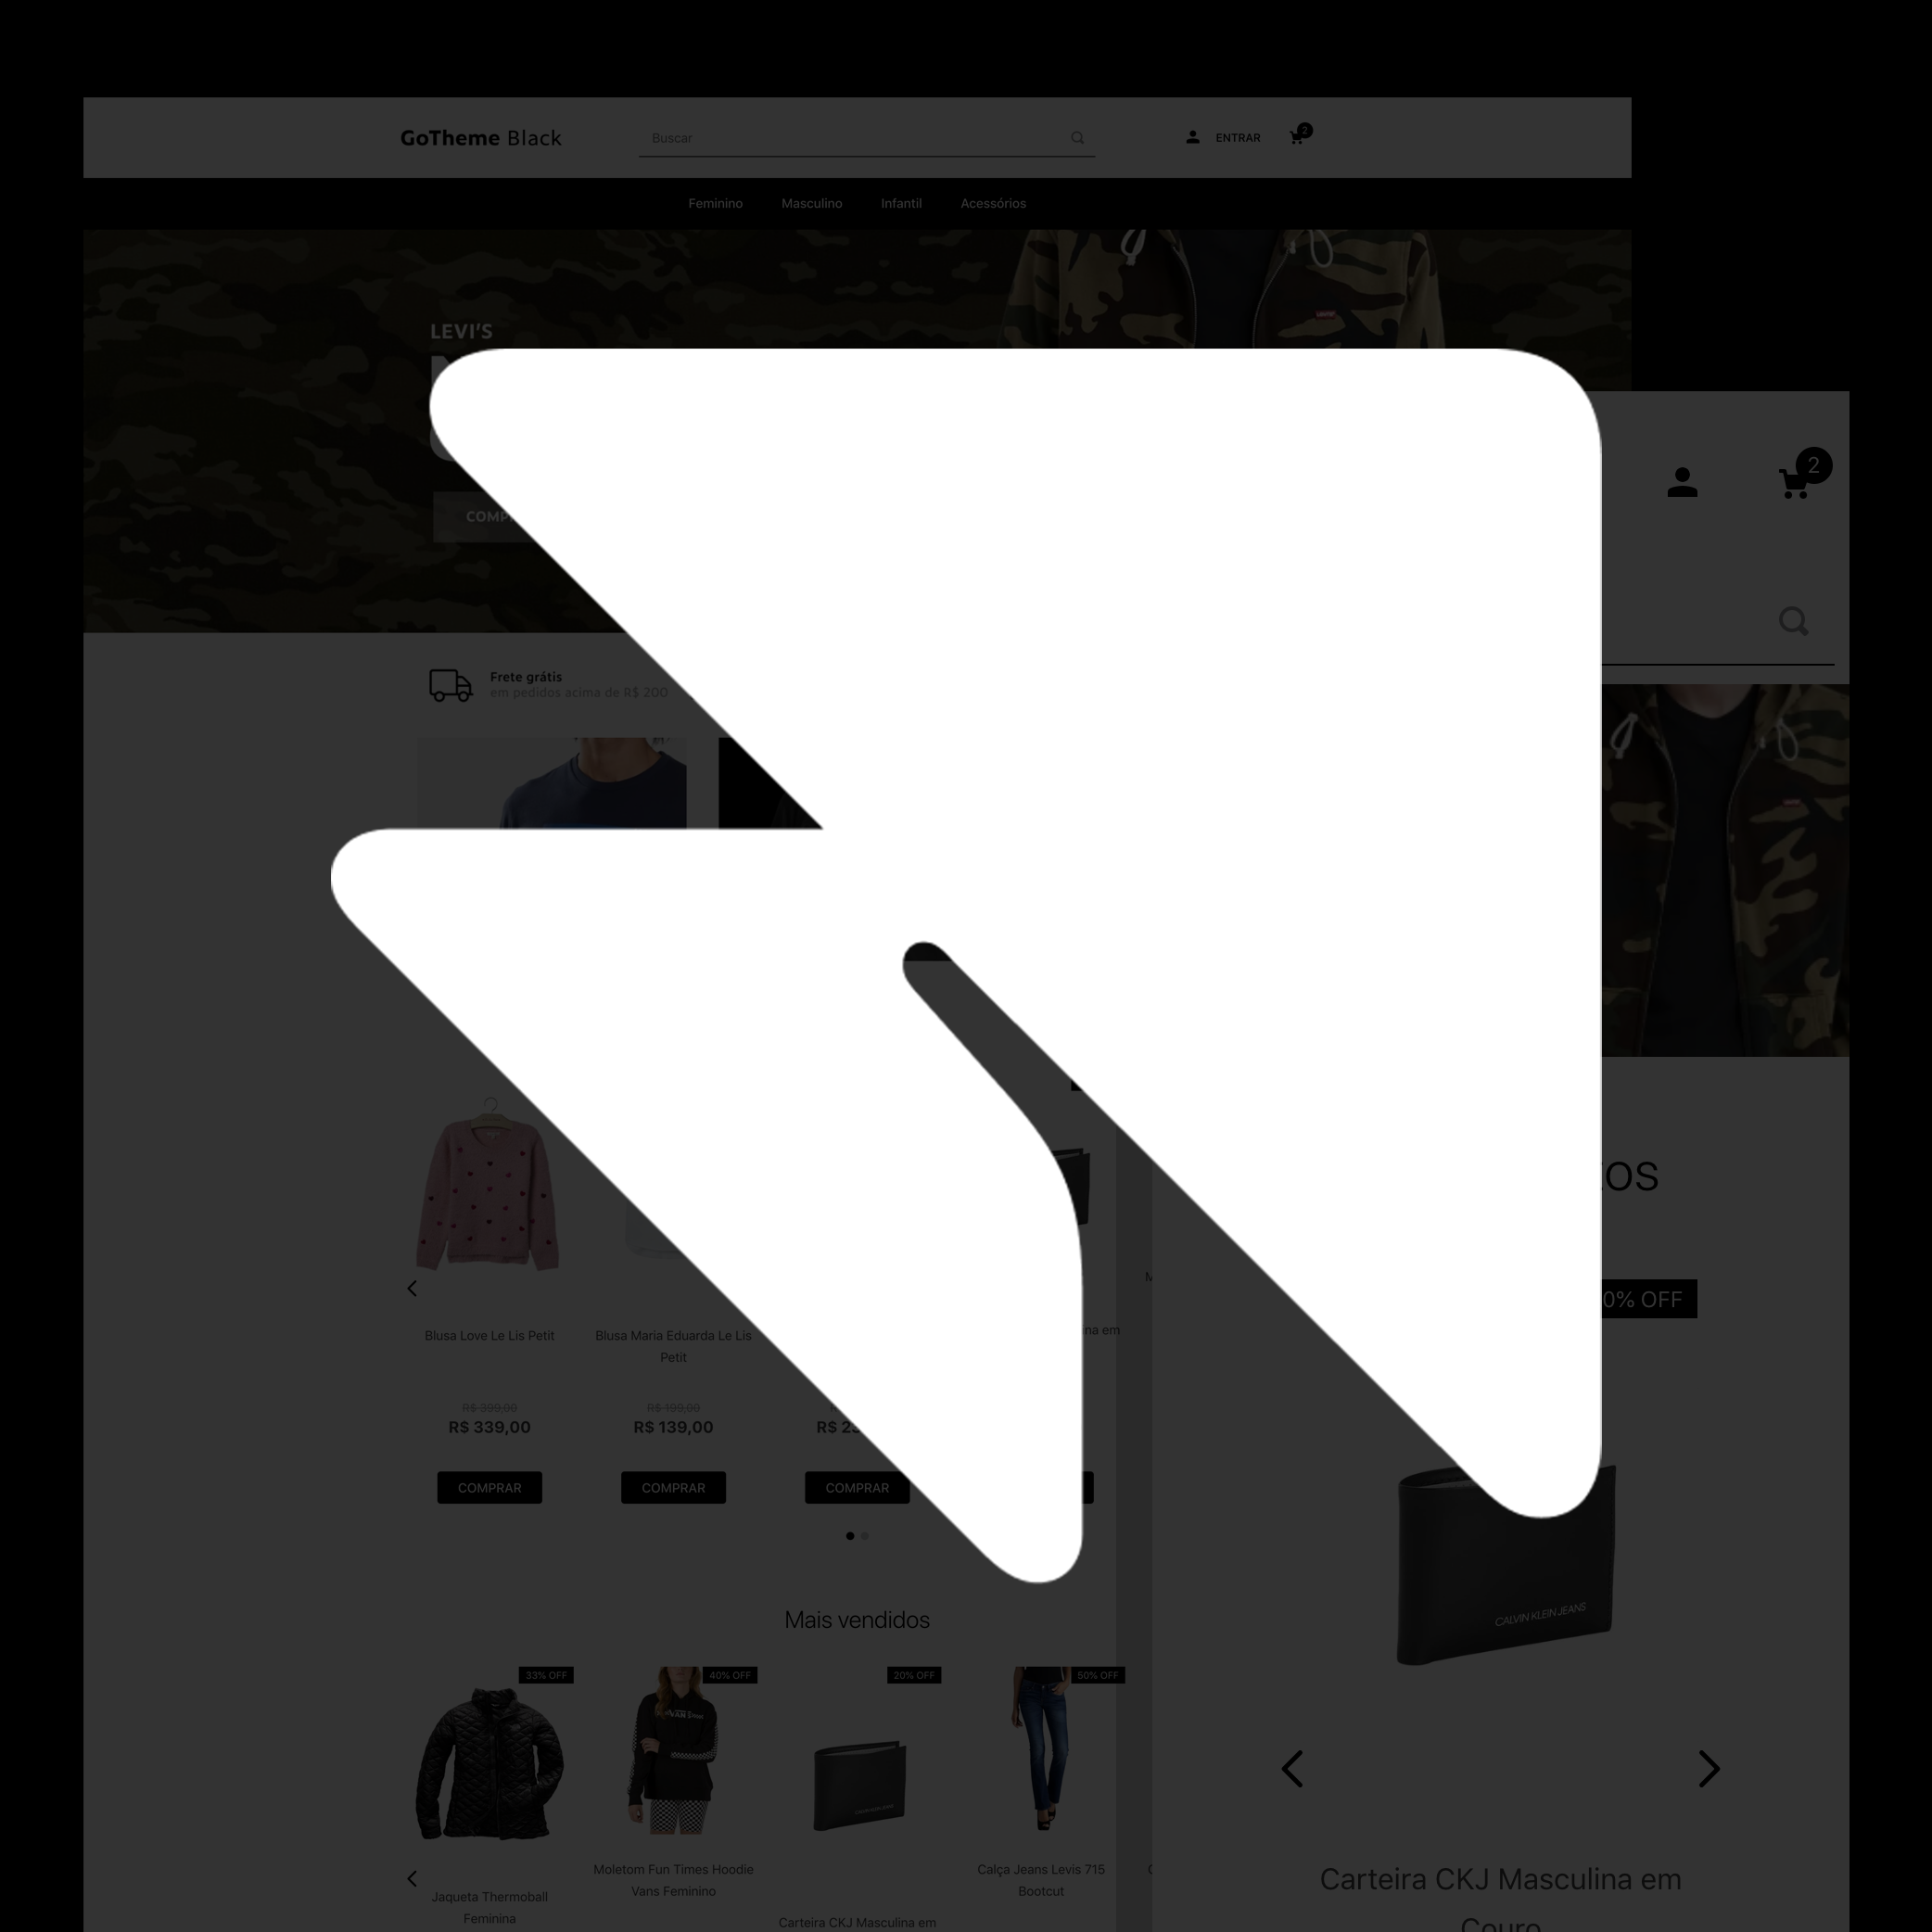 GoTheme Black
Buscar
ENTRAR
2
Feminino Masculino Infantil Acessórios
LEVI'S
2
Frete grátis
em pedidos acima de R$ 200
0% OFF
Blusa Love Le Lis Petit
Blusa Maria Eduarda Le Lis
Petit
na em
R$ 399,00
R$ 199,00
R$ 339,00
R$ 139,00
R$
COMPRAR
COMPRAR
COMPRAR
CALVIN KLEIN JEANS
Mais vendidos
33% OFF
40% OFF
20% OFF
50% OFF
Jaqueta Thermoball
Feminina
Moletom Fun Times Hoodie
Vans Feminino
Carteira CKJ Masculina em
Calça Jeans Levis 715
Bootcut
Carteira CKJ Masculina em
Couro